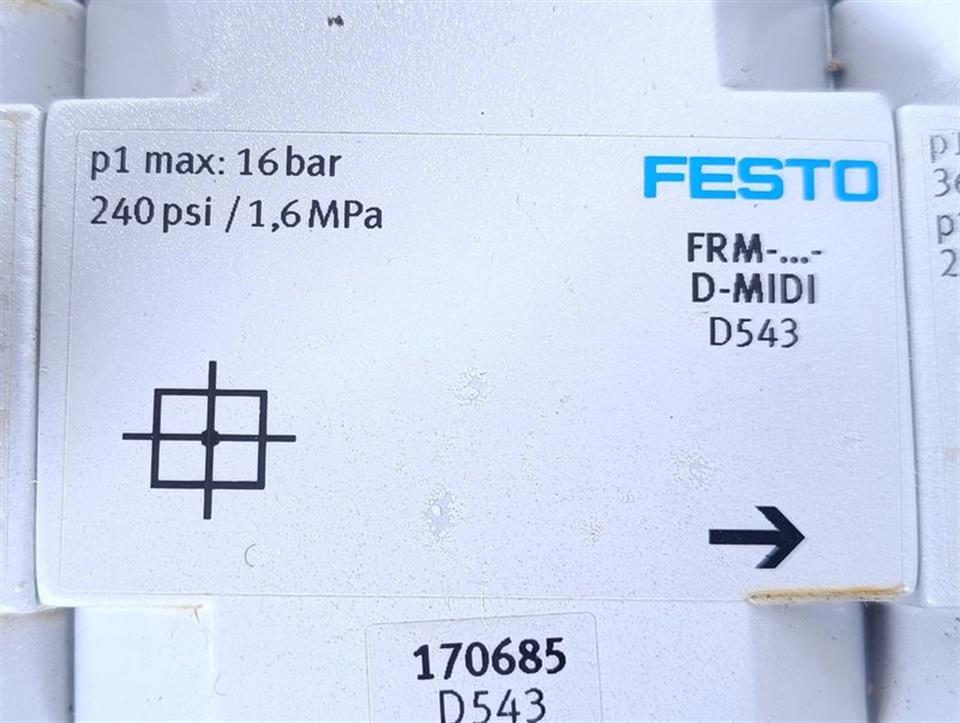 p1 max: 16 bar
240 psi / 1,6 MPa
FESTO
FRM-...-
D-MIDI
D543
170685
D543